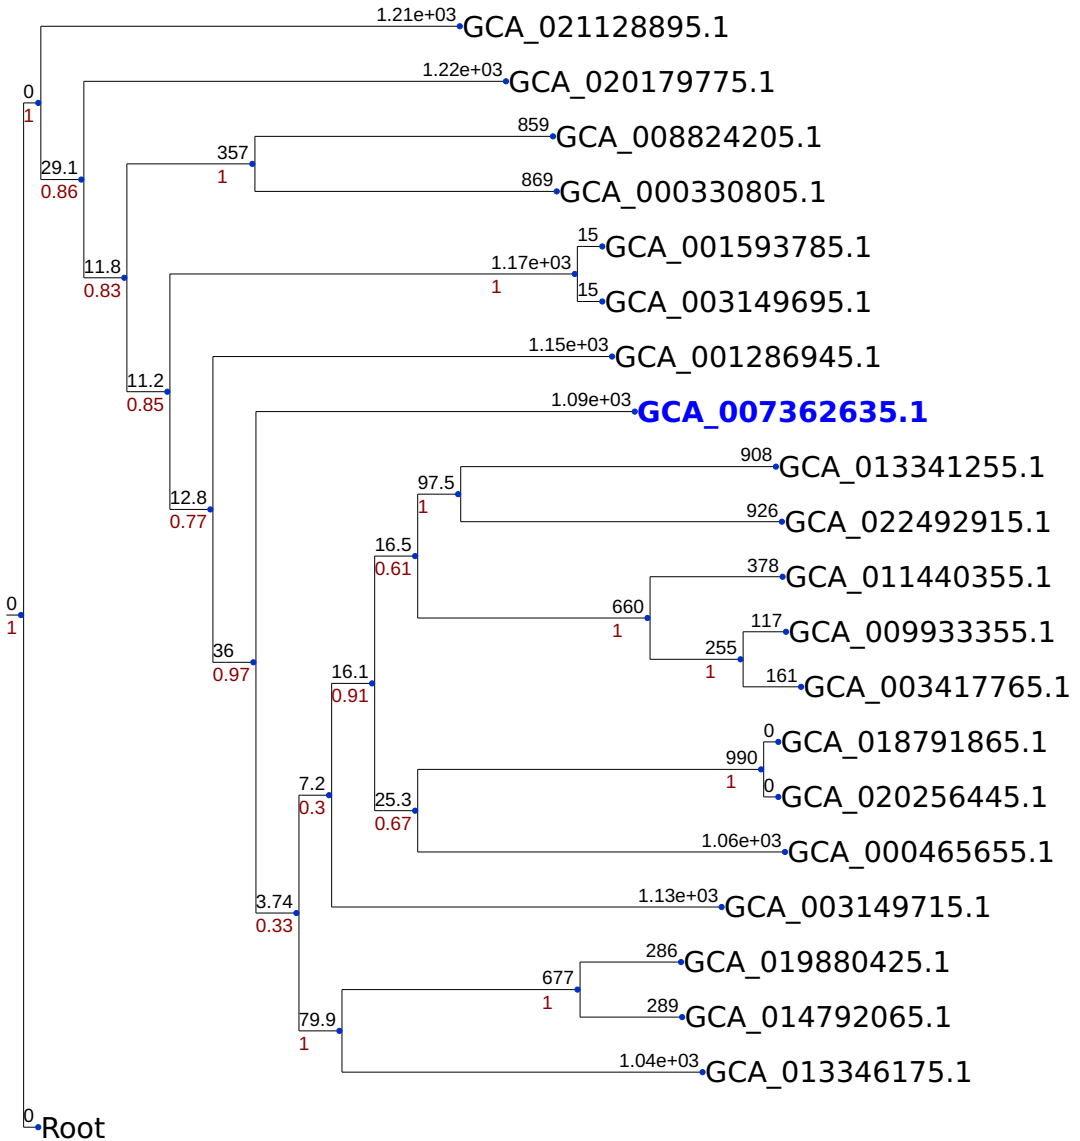 1.21e+03
GCA_021128895.1
1.22e+03
GCA_020179775.1
0
1
859
GCA_008824205.1
357
1
29.1
0.86
869
GCA_000330805.1
15
GCA_001593785.1
11.8
0.83
1.17e+03
1
15
GCA_003149695.1
1.15e+03
GCA_001286945.1
11.2
0.85
1.09e+03
GCA_007362635.1
908
GCA_013341255.1
97.5
1
12.8
0.77
926
GCA_022492915.1
16.5
0.61
378
GCA_011440355.1
0
1
660
1
117
GCA_009933355.1
36
0.97
255
1
16.1
0.91
161
GCA_003417765.1
0
GCA_018791865.1
990
1
7.2
0.3
0
GCA_020256445.1
25.3
0.67
1.06e+03
GCA_000465655.1
1.13e+03
GCA_003149715.1
3.74
0.33
286
GCA_019880425.1
677
1
289
GCA_014792065.1
79.9
1
1.04e+03
GCA_013346175.1
0
Root